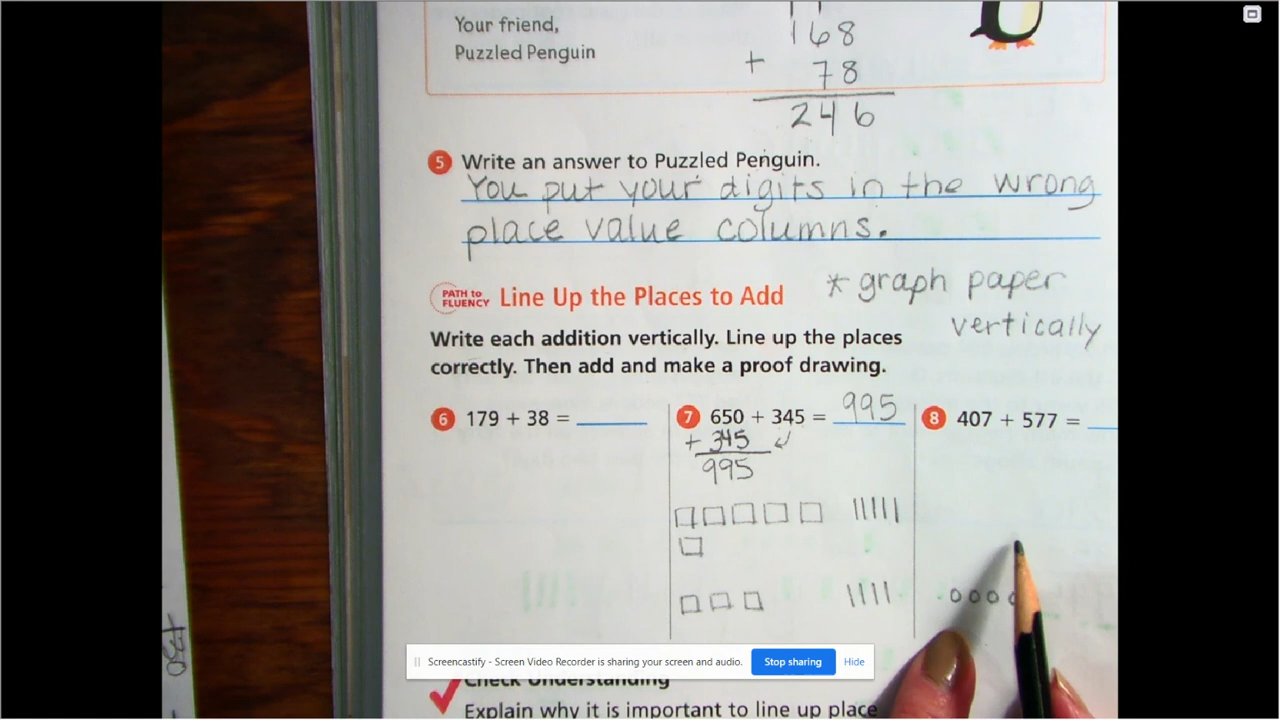 Your friend,
Puzzled Penguin
11
168
+ 78
246
5 Write an answer to Puzzled Penguin.
You put your digits in the wrong
place value columns.
PATH to
FLUENCY Line Up the Places to Add
* graph paper
vertically
Write each addition vertically. Line up the places
correctly. Then add and make a proof drawing.
6 179 + 38 =
7 650 + 345 = 995
+ 345
995
8 407 + 577 =
Screencastify - Screen Video Recorder is sharing your screen and audio. Stop sharing Hide
Check Understanding
Explain why it is important to line up place